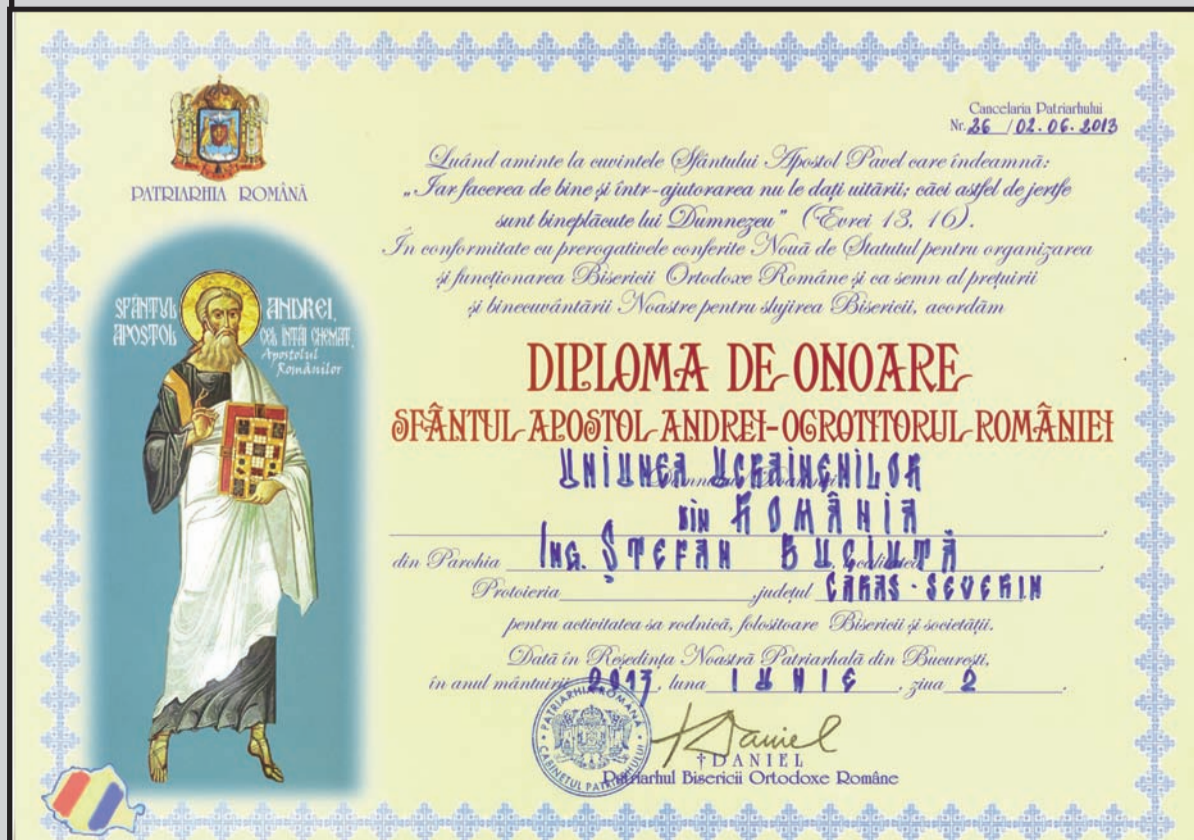 Cancelaria Patriarhului
Nr. 26 / 02.06.2013
PATRIARHIA ROMÂNĂ
Luând aminte la cuvintele Sfântului Apostol Pavel care îndeamnă:
„Iar facerea de bine și într-ajutorarea nu le dați uitării; căci astfel de jertfe
sunt bineplăcute lui Dumnezeu” (Evrei 13, 16).
În conformitate cu prerogativele conferite Nouă de Statutul pentru organizarea
și funcționarea Bisericii Ortodoxe Române și ca semn al prețuirii
și binecuvântării Noastre pentru slujirea Bisericii, acordăm
SFÂNTUL APOSTOL
ANDREI,
CEL ÎNTÂI CHEMAT,
Apostolul
Românilor
DIPLOMA DE ONOARE
SFÂNTUL APOSTOL ANDREI-OCROTITORUL ROMÂNIEI
UNIUNEA UCRAINENILOR
DIN ROMÂNIA
din Parohia ING. ȘTEFAN BUCIUTĂ
Protoieria județul CARAS-SEVERIN
pentru activitatea sa rodnică, folositoare Bisericii și societății.
Dată în Reședința Noastră Patriarhală din București,
în anul mântuirii 2013, luna IUNIE, ziua 2.
PATRIARHIA ROMÂNĂ
CABINETUL PATRIARHULUI
Daniel
†DANIEL
Patriarhul Bisericii Ortodoxe Române